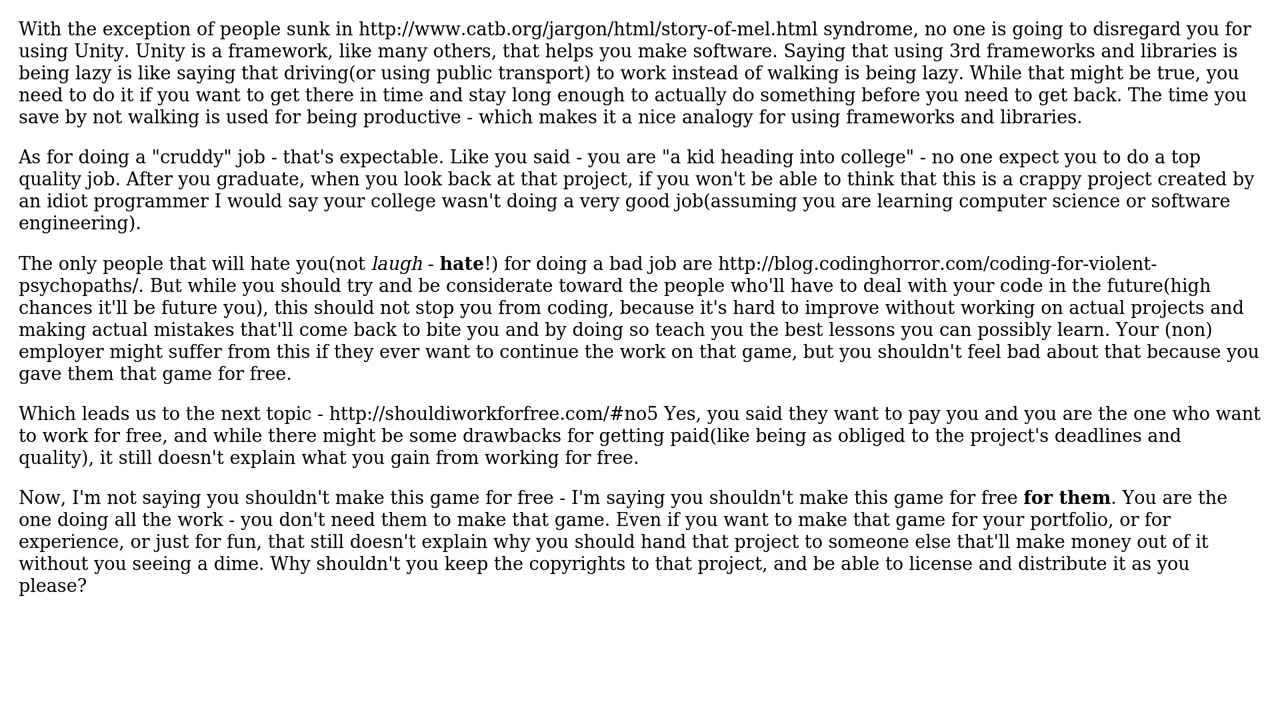 With the exception of people sunk in http://www.catb.org/jargon/html/story-of-mel.html syndrome, no one is going to disregard you for
using Unity. Unity is a framework, like many others, that helps you make software. Saying that using 3rd frameworks and libraries is
being lazy is like saying that driving(or using public transport) to work instead of walking is being lazy. While that might be true, you
need to do it if you want to get there in time and stay long enough to actually do something before you need to get back. The time you
save by not walking is used for being productive - which makes it a nice analogy for using frameworks and libraries.
As for doing a "cruddy" job - that's expectable. Like you said - you are "a kid heading into college" - no one expect you to do a top
quality job. After you graduate, when you look back at that project, if you won't be able to think that this is a crappy project created by
an idiot programmer I would say your college wasn't doing a very good job(assuming you are learning computer science or software
engineering).
The only people that will hate you(not laugh - hate!) for doing a bad job are http://blog.codinghorror.com/coding-for-violent-
psychopaths/. But while you should try and be considerate toward the people who'll have to deal with your code in the future(high
chances it'll be future you), this should not stop you from coding, because it's hard to improve without working on actual projects and
making actual mistakes that'll come back to bite you and by doing so teach you the best lessons you can possibly learn. Your (non)
employer might suffer from this if they ever want to continue the work on that game, but you shouldn't feel bad about that because you
gave them that game for free.
Which leads us to the next topic - http://shouldiworkforfree.com/#no5 Yes, you said they want to pay you and you are the one who want
to work for free, and while there might be some drawbacks for getting paid(like being as obliged to the project's deadlines and
quality), it still doesn't explain what you gain from working for free.
Now, I'm not saying you shouldn't make this game for free - I'm saying you shouldn't make this game for free for them. You are the
one doing all the work - you don't need them to make that game. Even if you want to make that game for your portfolio, or for
experience, or just for fun, that still doesn't explain why you should hand that project to someone else that'll make money out of it
without you seeing a dime. Why shouldn't you keep the copyrights to that project, and be able to license and distribute it as you
please?